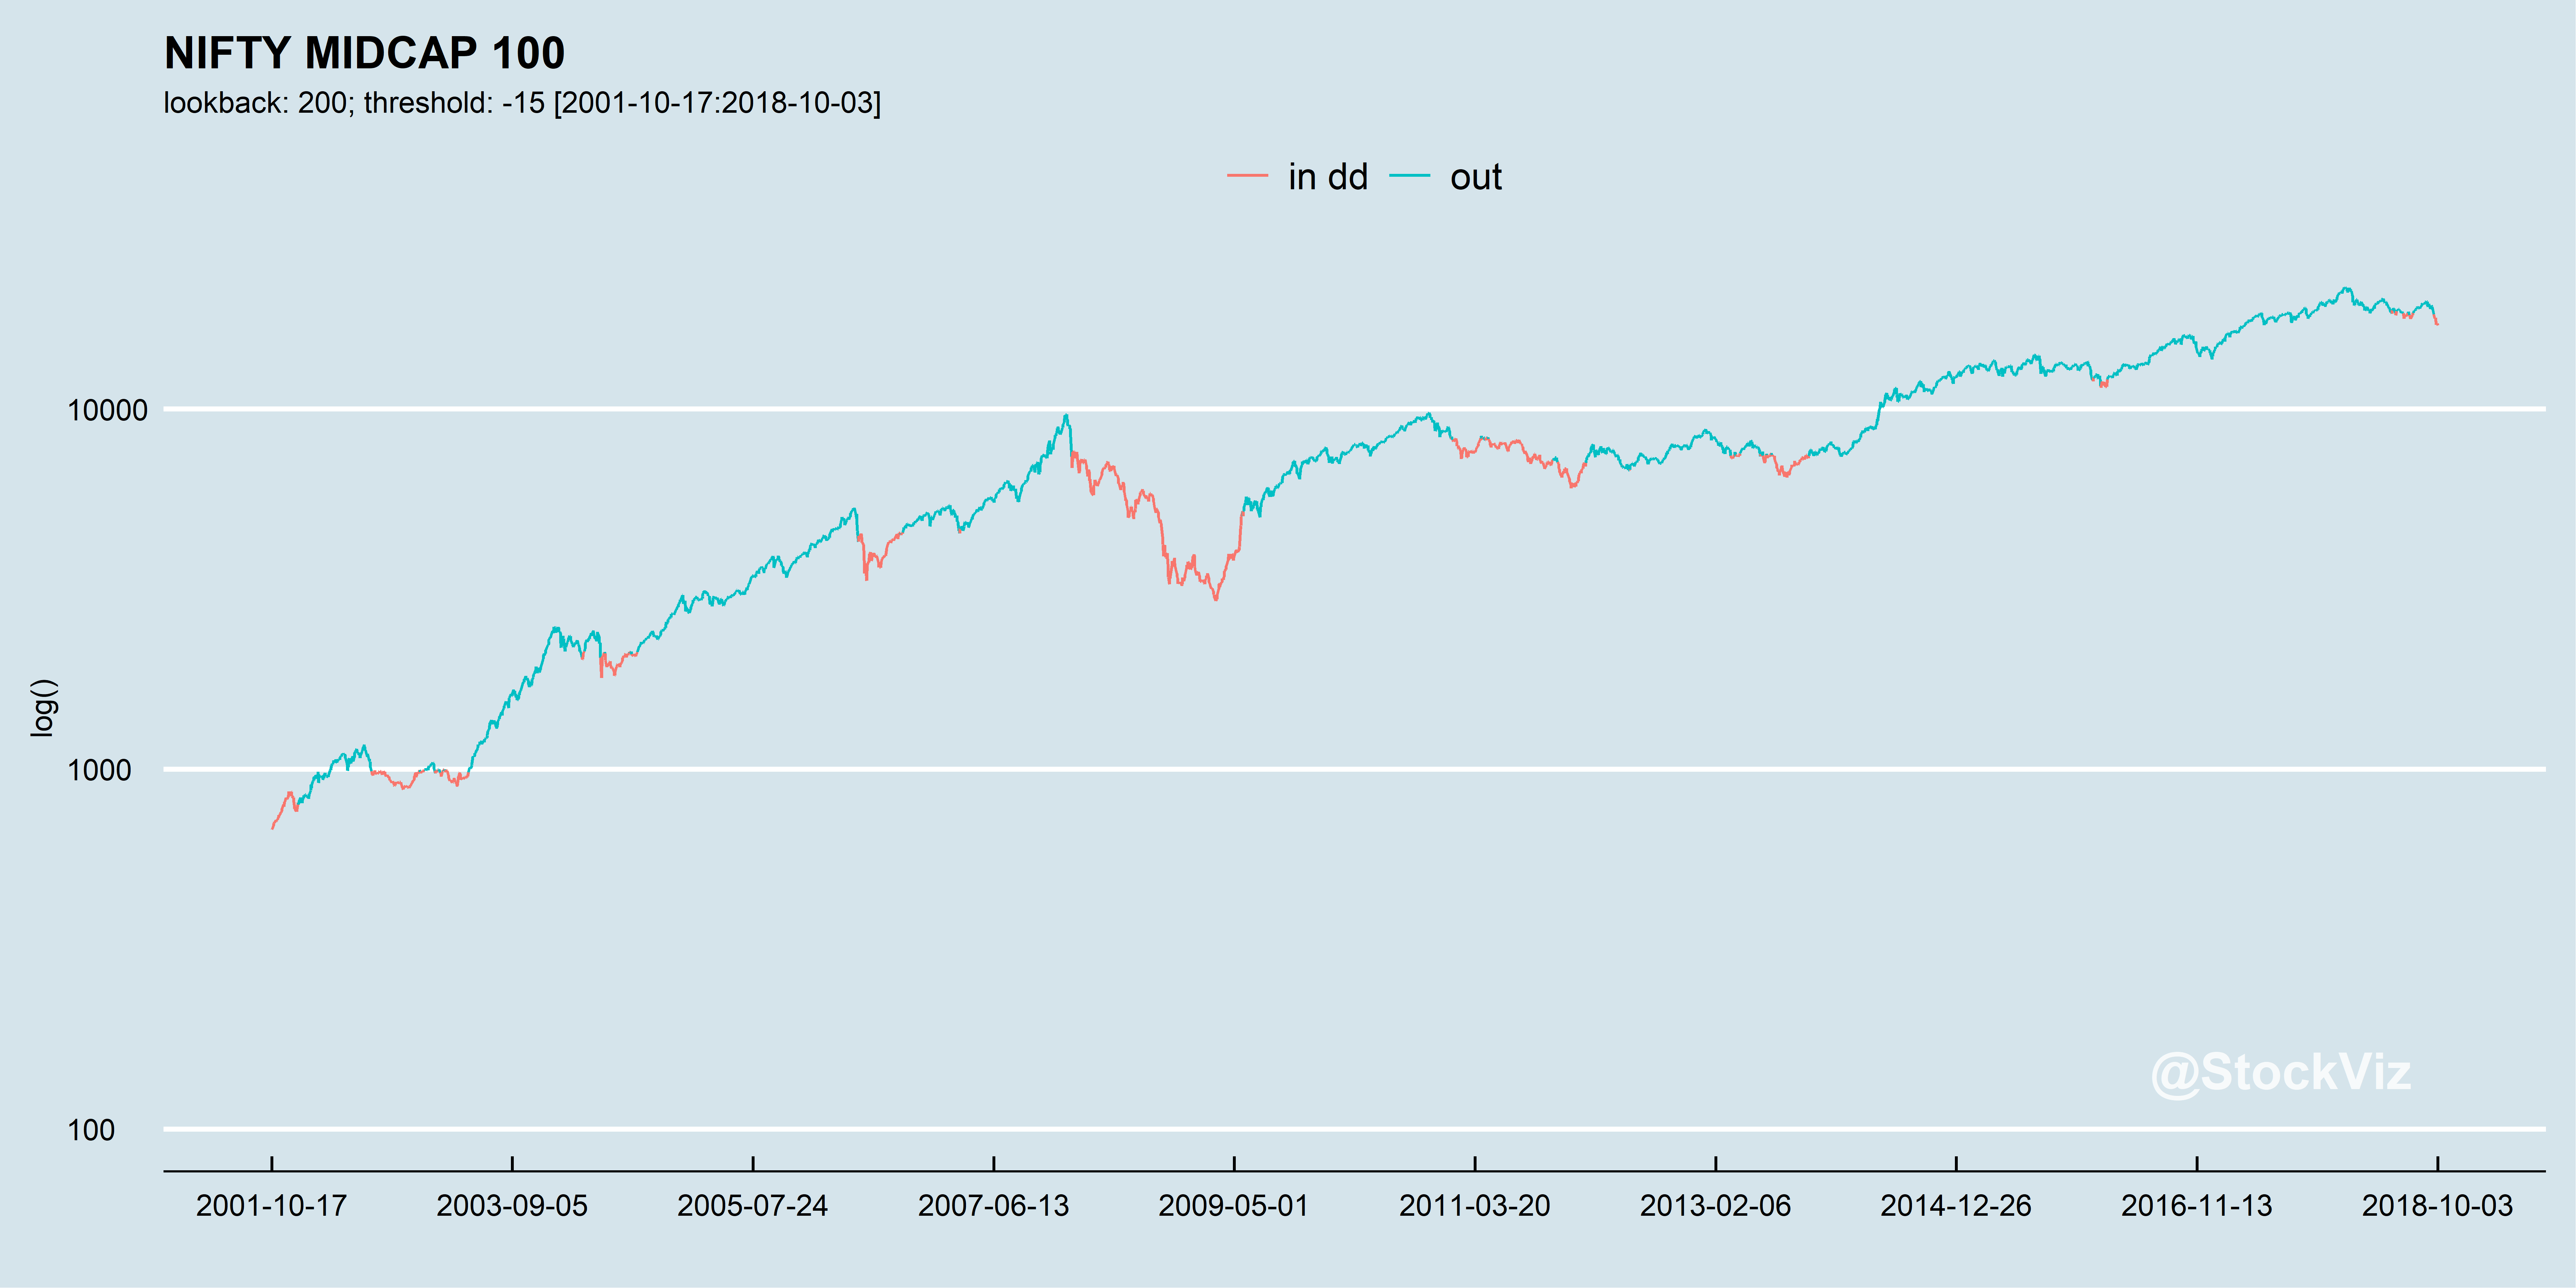 NIFTY MIDCAP 100
lookback: 200; threshold: -15 [2001-10-17:2018-10-03]
in dd out
10000
1000
100
log()
@StockViz
2001-10-17 2003-09-05 2005-07-24 2007-06-13 2009-05-01 2011-03-20 2013-02-06 2014-12-26 2016-11-13 2018-10-03